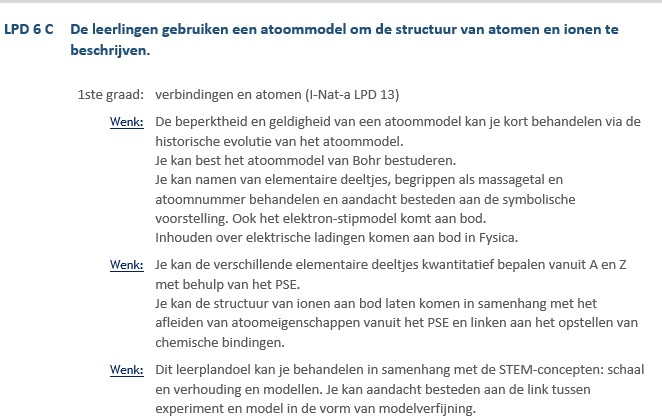 LPD 6 C De leerlingen gebruiken een atoommodel om de structuur van atomen en ionen te
beschrijven.
1ste graad: verbindingen en atomen (I-Nat-a LPD 13)
Wenk: De beperktheid en geldigheid van een atoommodel kan je kort behandelen via de
historische evolutie van het atoommodel.
Je kan best het atoommodel van Bohr bestuderen.
Je kan namen van elementaire deeltjes, begrippen als massagetal en
atoomnummer behandelen en aandacht besteden aan de symbolische
voorstelling. Ook het elektron-stipmodel komt aan bod.
Inhouden over elektrische ladingen komen aan bod in Fysica.
Wenk: Je kan de verschillende elementaire deeltjes kwantitatief bepalen vanuit A en Z
met behulp van het PSE.
Je kan de structuur van ionen aan bod laten komen in samenhang met het
afleiden van atoomeigenschappen vanuit het PSE en linken aan het opstellen van
chemische bindingen.
Wenk: Dit leerplandoel kan je behandelen in samenhang met de STEM-concepten: schaal
en verhouding en modellen. Je kan aandacht besteden aan de link tussen
experiment en model in de vorm van modelverfijning.